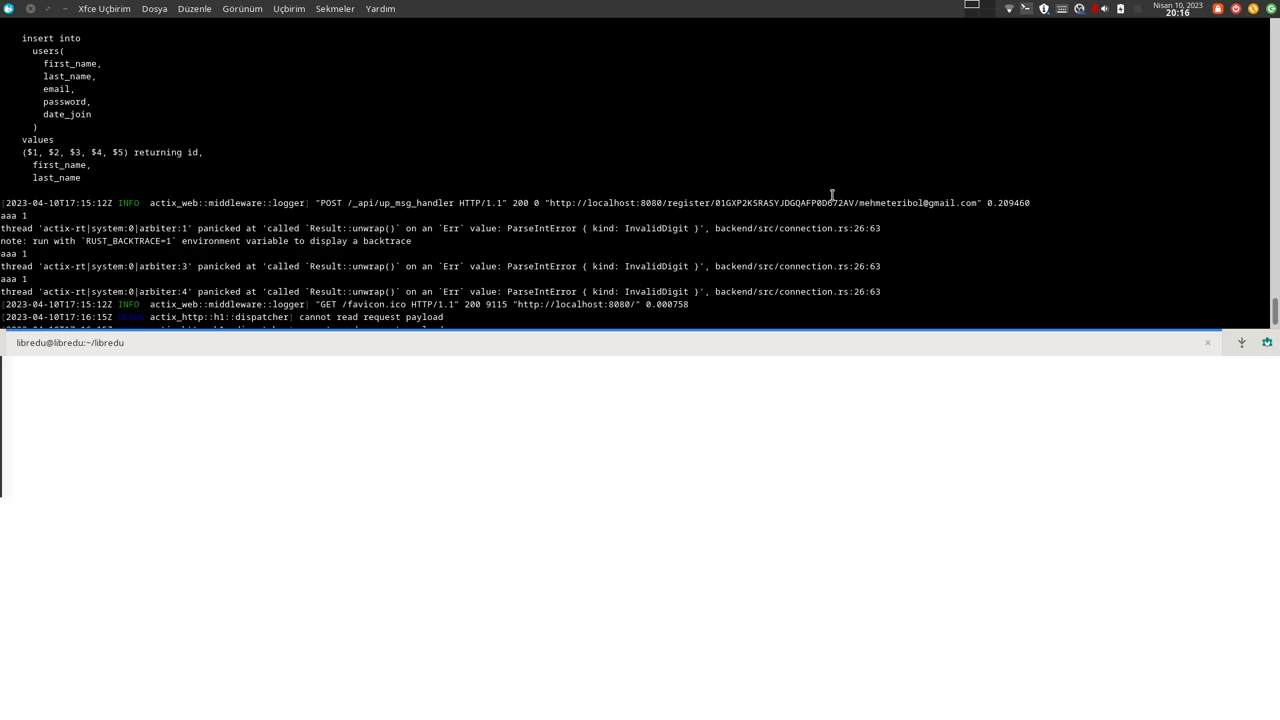 Xfce Uçbirim Dosya Düzenle Görünüm Uçbirim Sekmeler Yardım
Nisan 10, 2023
20:16
insert into
users(
first_name,
last_name,
email,
password,
date_join
)
values
($1, $2, $3, $4, $5) returning id,
first_name,
last_name
[2023-04-10T17:15:12Z INFO actix_web::middleware::logger] "POST /_api/up_msg_handler HTTP/1.1" 200 0 "http://localhost:8080/register/01GXP2KSRASYJDGQAFP0D672AV/mehmeteribol@gmail.com" 0.209460
aaa 1
thread 'actix-rt|system:0|arbiter:1' panicked at 'called `Result::unwrap()` on an `Err` value: ParseIntError { kind: InvalidDigit }', backend/src/connection.rs:26:63
note: run with `RUST_BACKTRACE=1` environment variable to display a backtrace
aaa 1
thread 'actix-rt|system:0|arbiter:3' panicked at 'called `Result::unwrap()` on an `Err` value: ParseIntError { kind: InvalidDigit }', backend/src/connection.rs:26:63
aaa 1
thread 'actix-rt|system:0|arbiter:4' panicked at 'called `Result::unwrap()` on an `Err` value: ParseIntError { kind: InvalidDigit }', backend/src/connection.rs:26:63
[2023-04-10T17:15:12Z INFO actix_web::middleware::logger] "GET /favicon.ico HTTP/1.1" 200 9115 "http://localhost:8080/" 0.000758
[2023-04-10T17:16:15Z DEBUG actix_http::h1::dispatcher] cannot read request payload
libredu@libredu:~/libredu